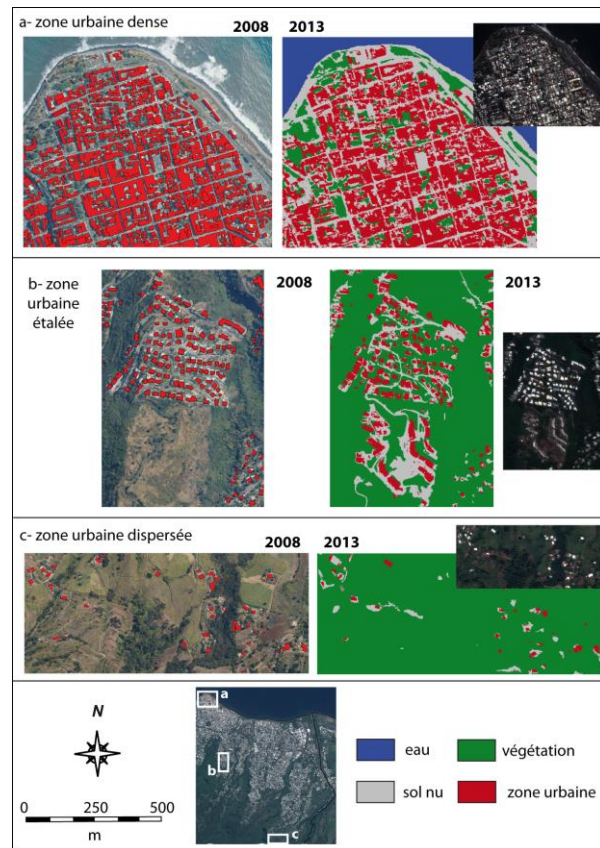 a- zone urbaine dense
2008
2013
b- zone
urbaine
étalée
2008
2013
c- zone urbaine dispersée
2008
2013
N
0 250 500
m
a
b
c
eau
végétation
sol nu
zone urbaine